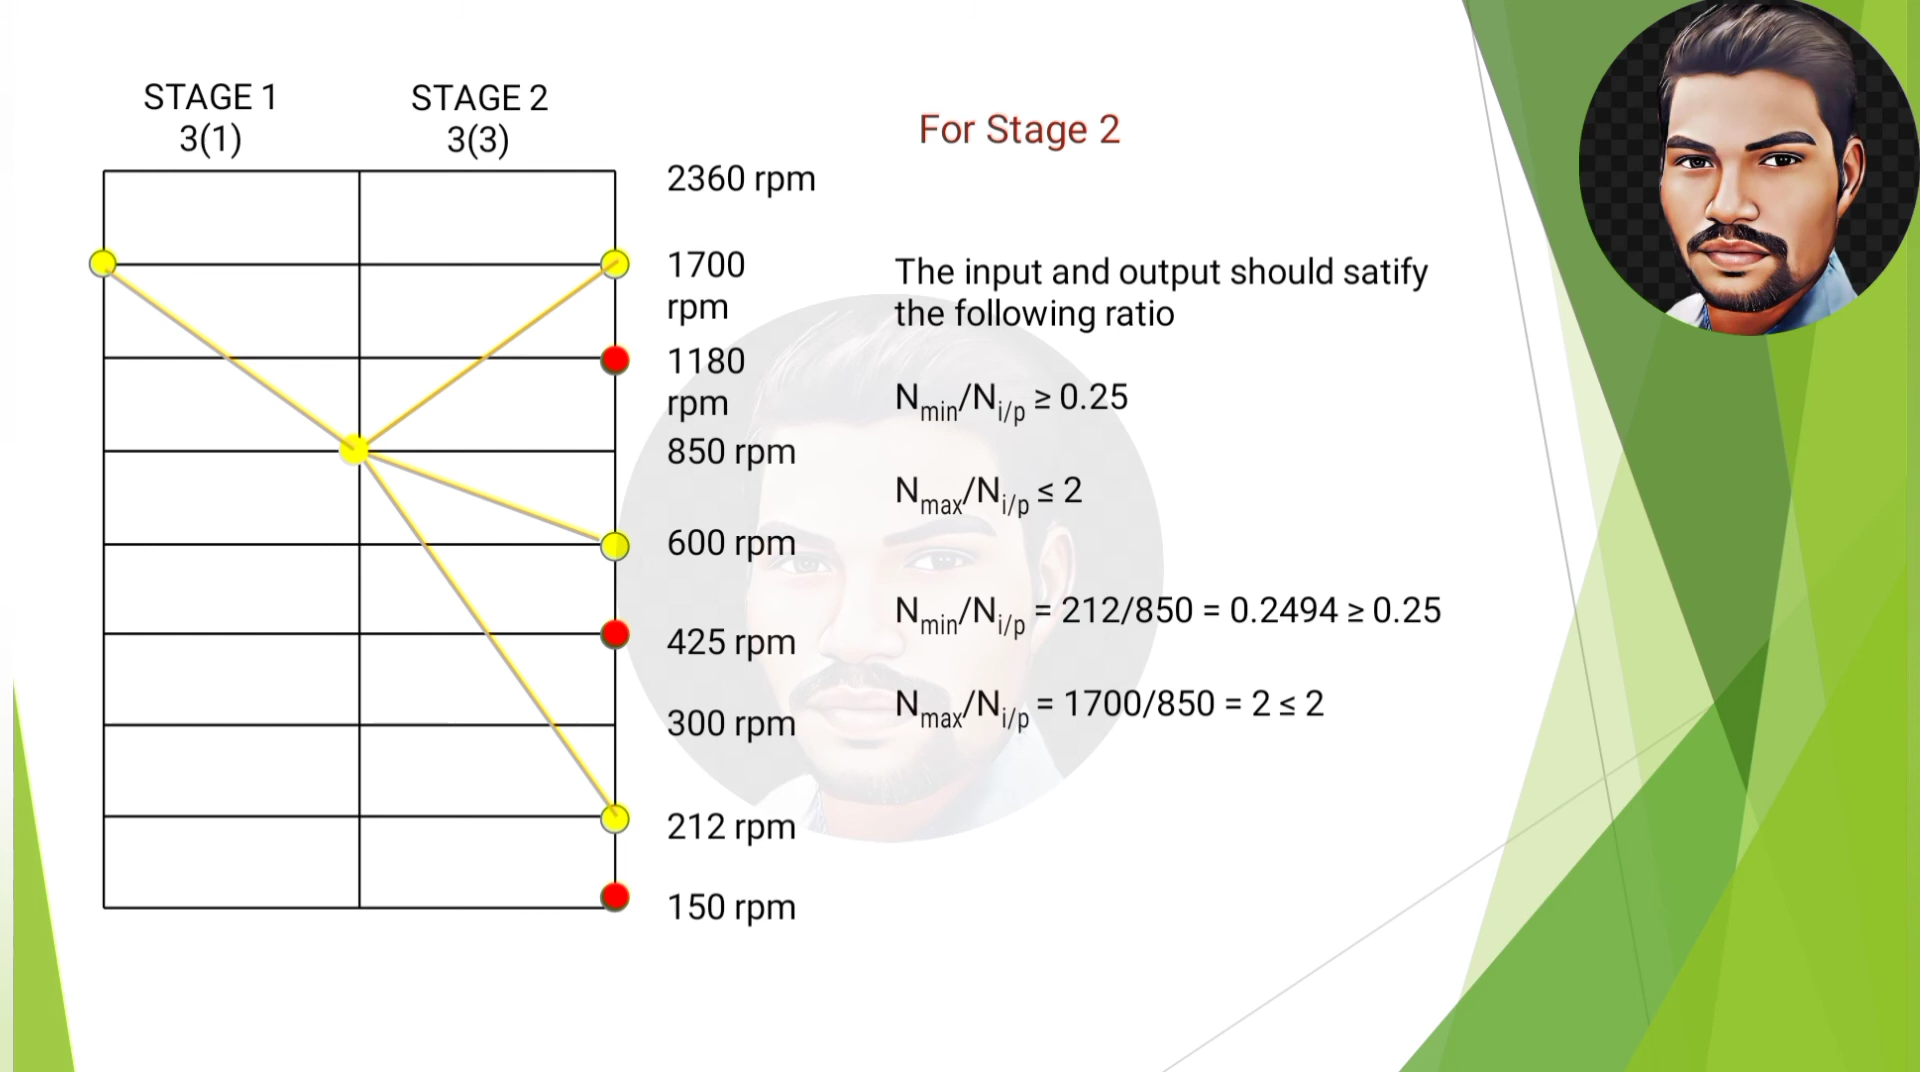 STAGE 1
3(1)
STAGE 2
3(3)
2360 rpm
1700
rpm
1180
rpm
850 rpm
600 rpm
425 rpm
300 rpm
212 rpm
150 rpm
For Stage 2
The input and output should satify
the following ratio
Nmin/Ni/p ≥ 0.25
Nmax/Ni/p ≤ 2
Nmin/Ni/p = 212/850 = 0.2494 ≥ 0.25
Nmax/Ni/p = 1700/850 = 2 ≤ 2